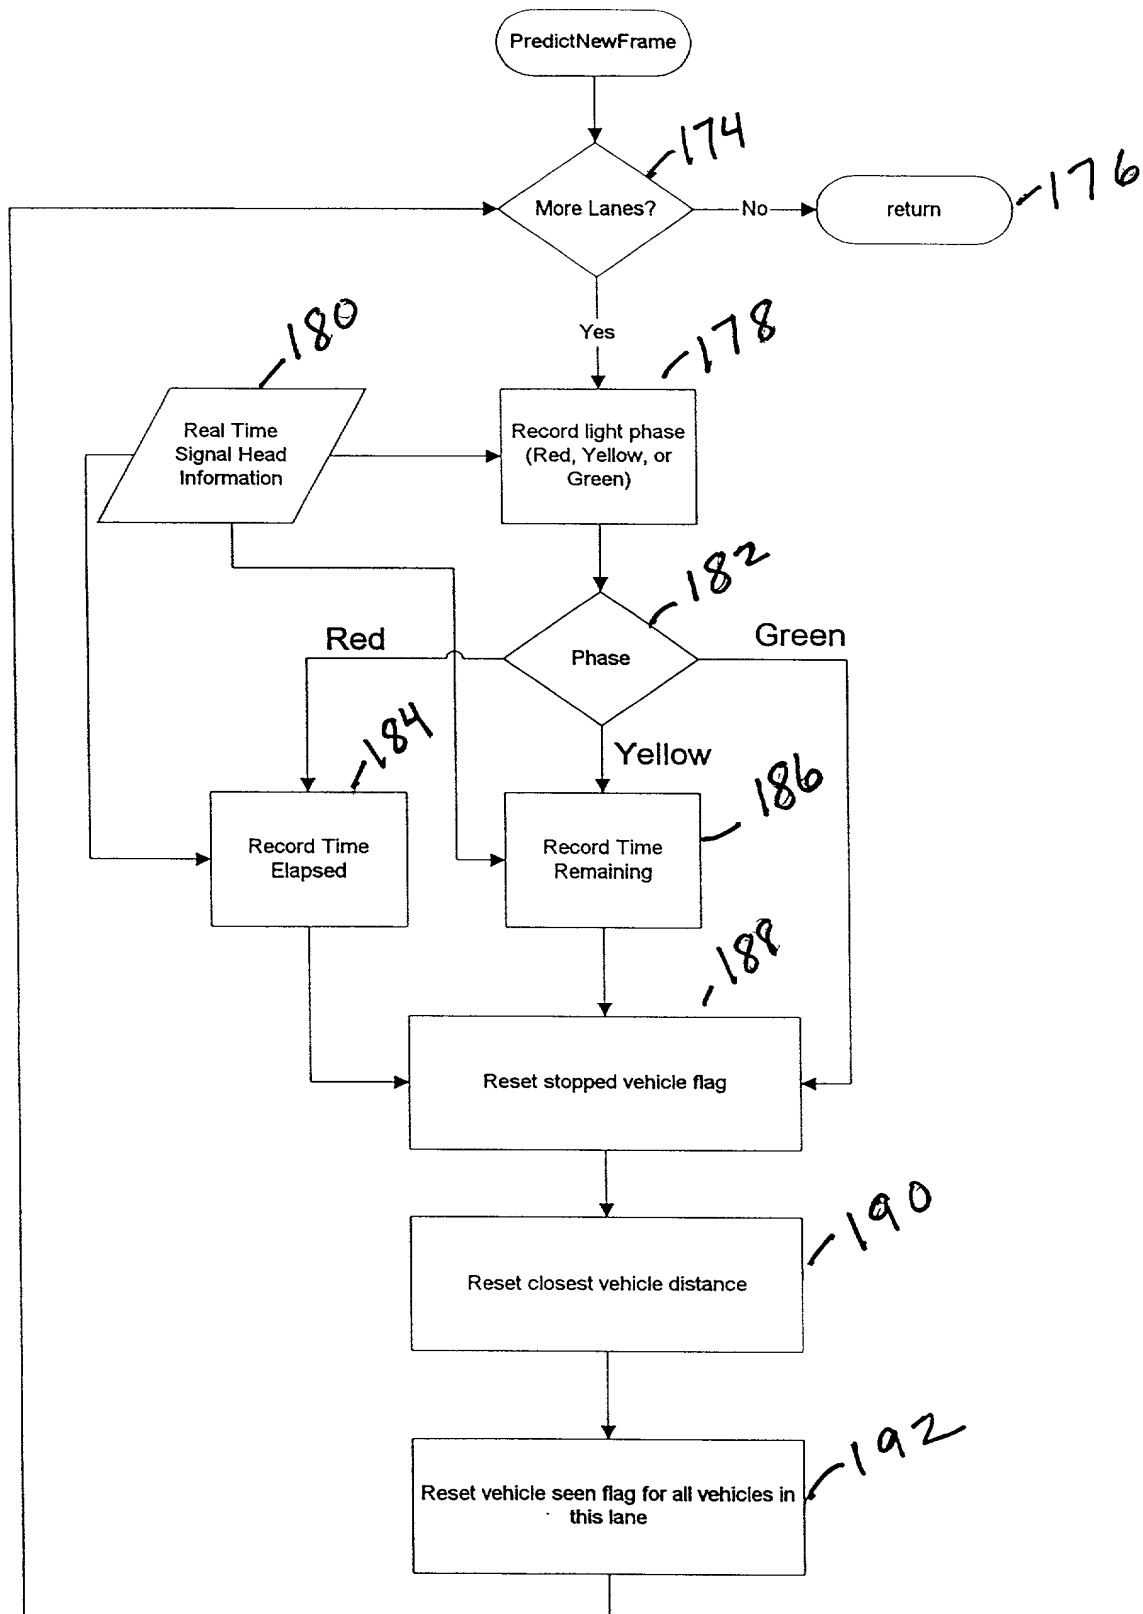 PredictNewFrame
174
More Lanes?
No
return
176
Yes
180
178
Real Time
Signal Head
Information
Record light phase
(Red, Yellow, or
Green)
182
Red
Phase
Green
184
Yellow
186
Record Time
Elapsed
Record Time
Remaining
188
Reset stopped vehicle flag
190
Reset closest vehicle distance
192
Reset vehicle seen flag for all vehicles in
this lane